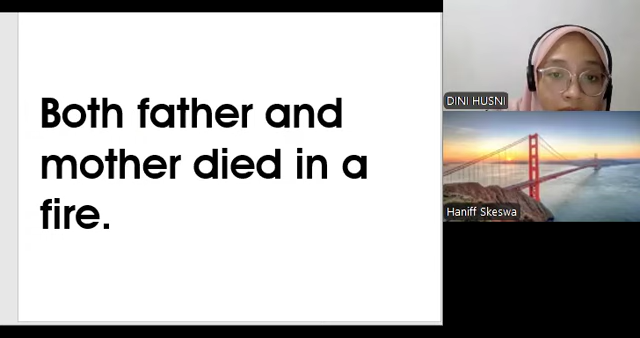 Both father and
mother died in a
fire.
DINI HUSNI
Haniff Skeswa